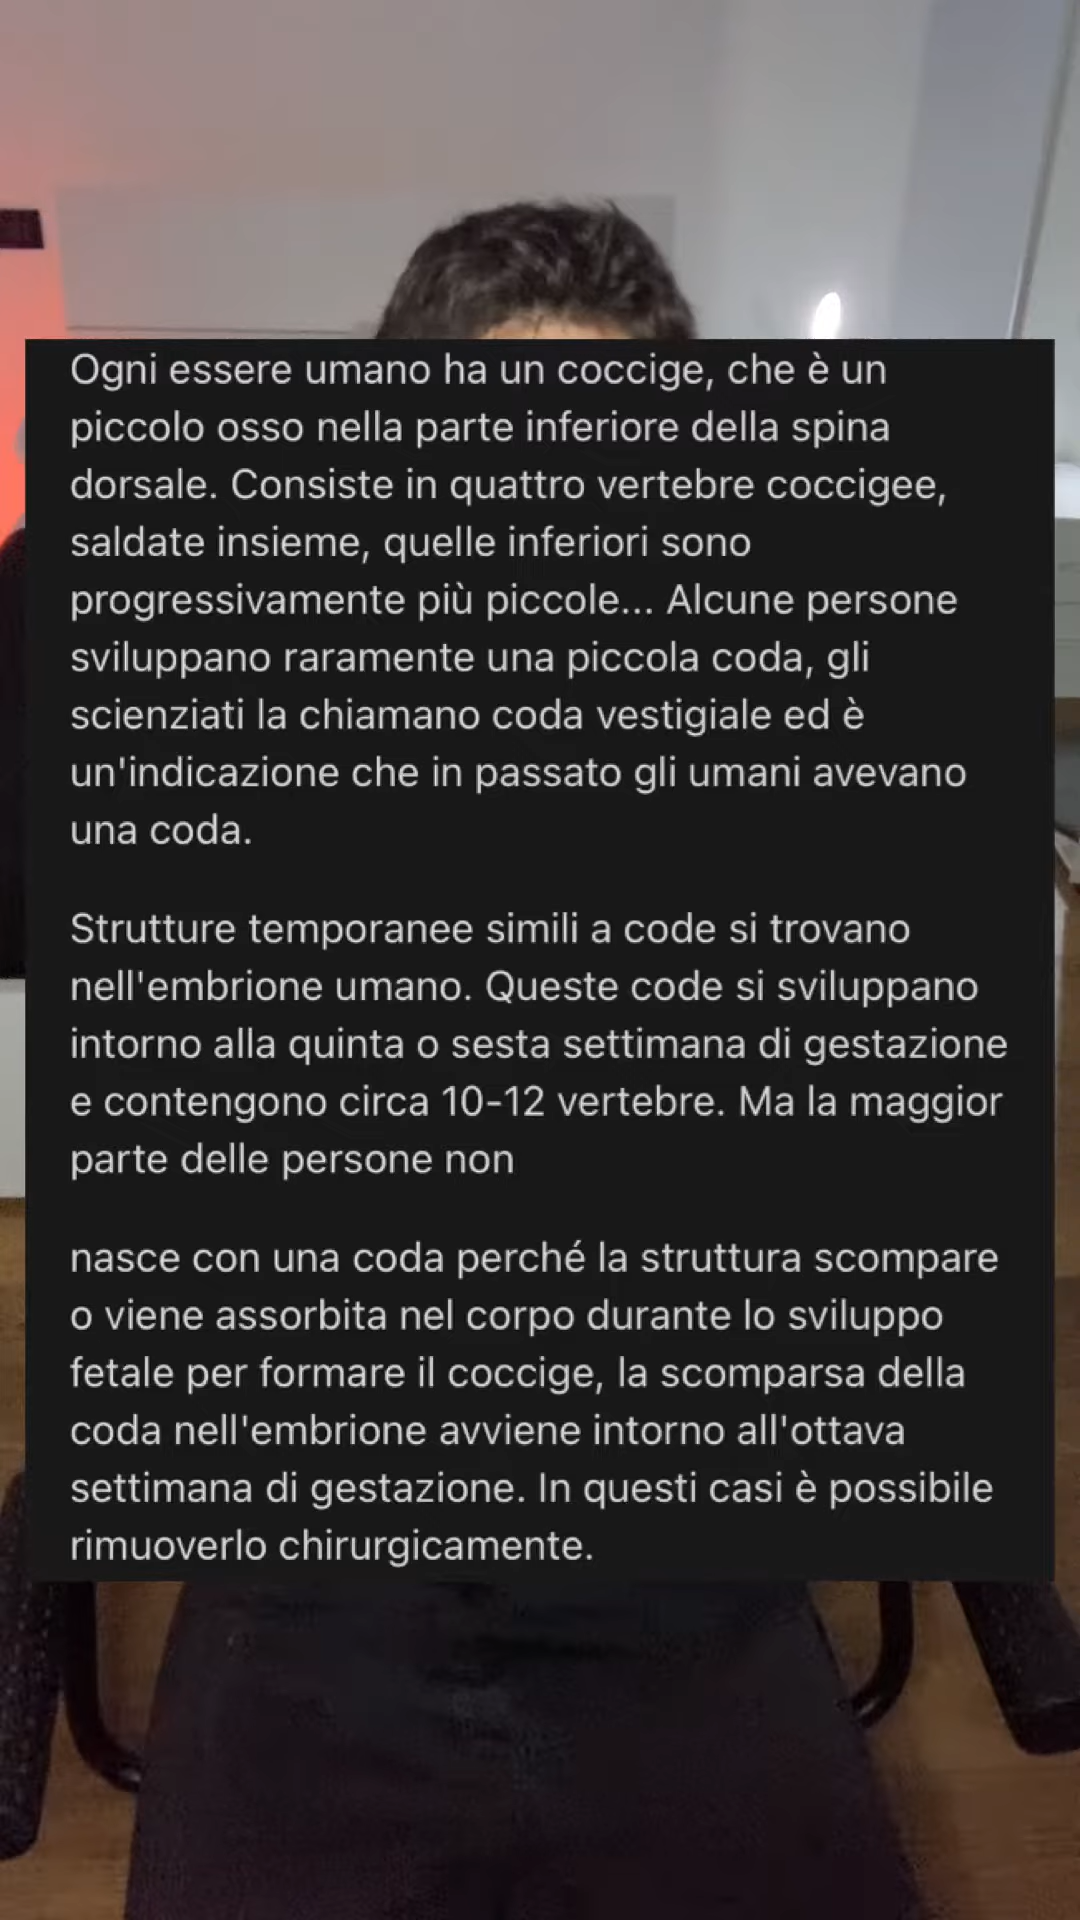 Ogni essere umano ha un coccige, che è un
piccolo osso nella parte inferiore della spina
dorsale. Consiste in quattro vertebre coccigee,
saldate insieme, quelle inferiori sono
progressivamente più piccole... Alcune persone
sviluppano raramente una piccola coda, gli
scienziati la chiamano coda vestigiale ed è
un'indicazione che in passato gli umani avevano
una coda.
Strutture temporanee simili a code si trovano
nell'embrione umano. Queste code si sviluppano
intorno alla quinta o sesta settimana di gestazione
e contengono circa 10-12 vertebre. Ma la maggior
parte delle persone non
nasce con una coda perché la struttura scompare
o viene assorbita nel corpo durante lo sviluppo
fetale per formare il coccige, la scomparsa della
coda nell'embrione avviene intorno all'ottava
settimana di gestazione. In questi casi è possibile
rimuoverlo chirurgicamente.